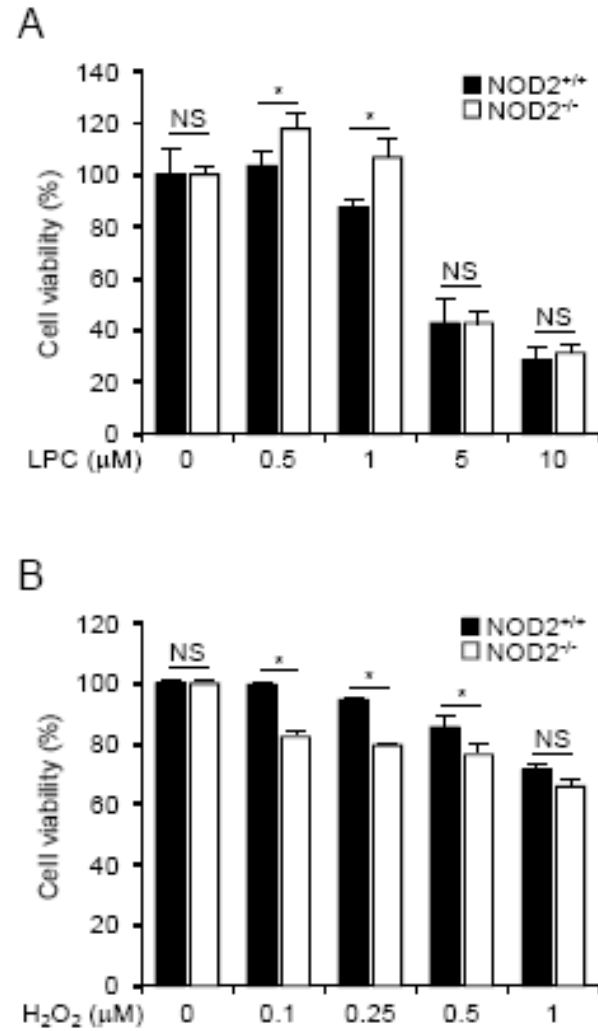 A
140
120
100
80
60
40
20
0
Cell viability (%)
NOD2+/+
NOD2-/-
NS
*
*
NS
NS
LPC (μM) 0 0.5 1 5 10
B
120
100
80
60
40
20
0
Cell viability (%)
NOD2+/+
NOD2-/-
NS
*
*
*
NS
H₂O₂ (μM) 0 0.1 0.25 0.5 1